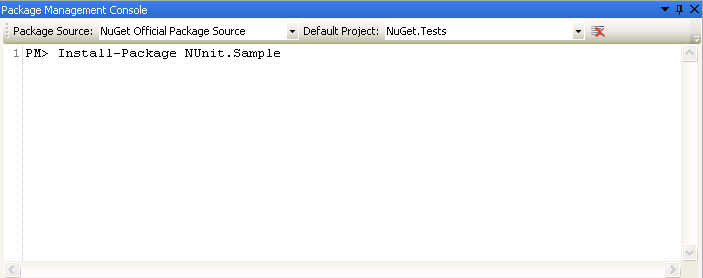 Package Management Console
Package Source: NuGet Official Package Source Default Project: NuGet.Tests
1 PM> Install-Package NUnit.Sample